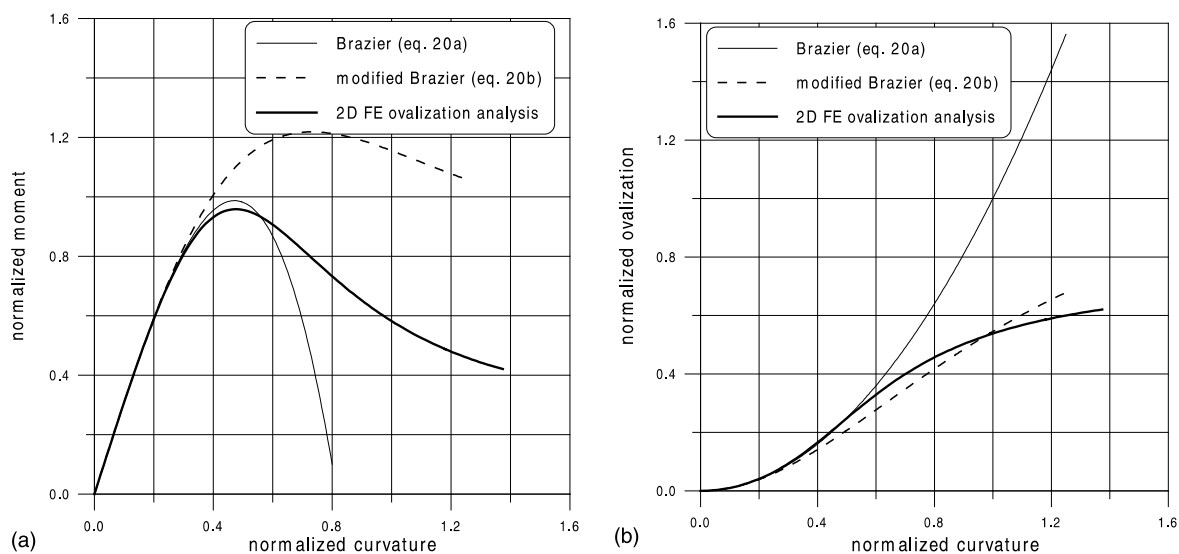 1.6
Brazier (eq. 20a)
modified Brazier (eq. 20b)
2D FE ovalization analysis
1.2
0.8
0.4
0.0
normalized moment
0.0 0.4 0.8 1.2 1.6
normalized curvature
(a)
1.6
Brazier (eq. 20a)
modified Brazier (eq. 20b)
2D FE ovalization analysis
1.2
0.8
0.4
0.0
normalized ovalization
0.0 0.4 0.8 1.2 1.6
normalized curvature
(b)